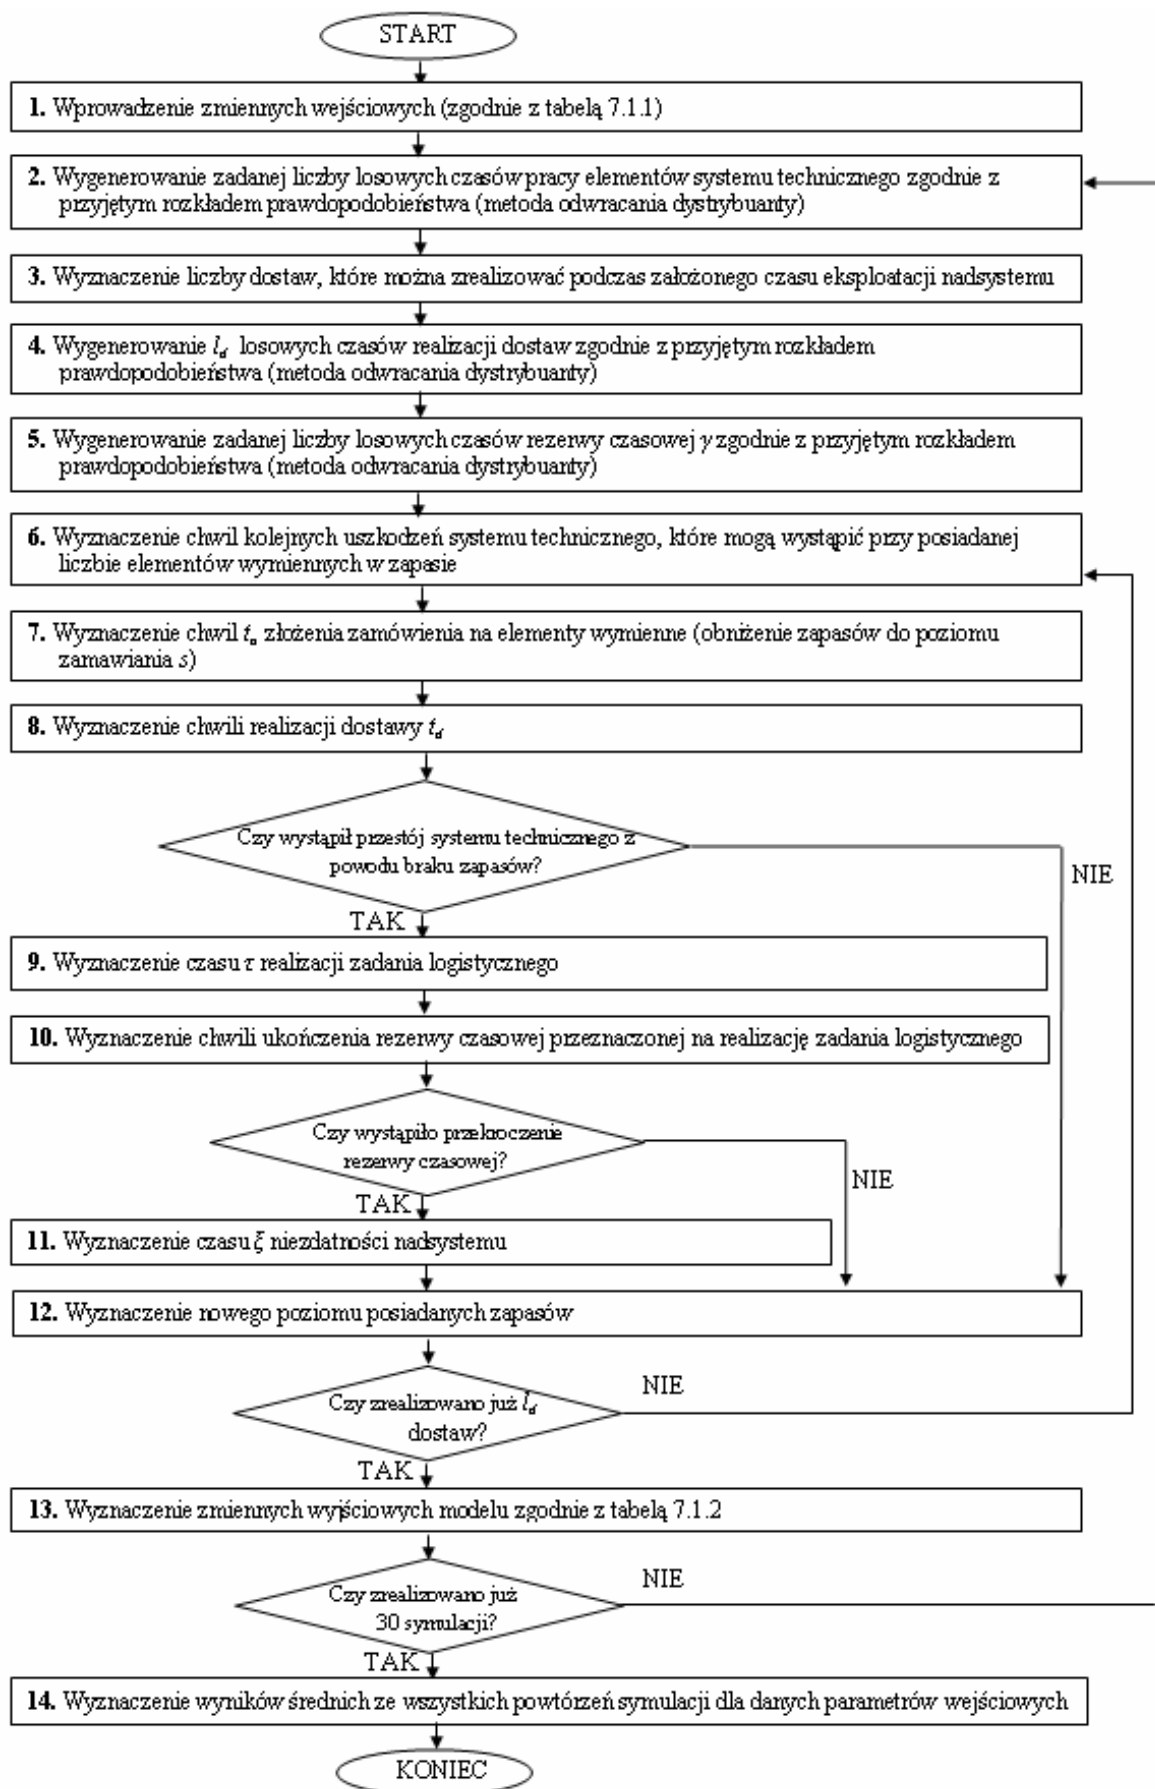 START
1. Wprowadzenie zmiennych wejściowych (zgodnie z tabelą 7.1.1)
2. Wygenerowanie zadanej liczby losowych czasów pracy elementów systemu technicznego zgodnie z
przyjętym rozkładem prawdopodobieństwa (metoda odwracania dystrybuanty)
3. Wyznaczenie liczby dostaw, które można zrealizować podczas założonego czasu eksploatacji nadsystemu
4. Wygenerowanie l_d losowych czasów realizacji dostaw zgodnie z przyjętym rozkładem
prawdopodobieństwa (metoda odwracania dystrybuanty)
5. Wygenerowanie zadanej liczby losowych czasów rezerwy czasowej γ zgodnie z przyjętym rozkładem
prawdopodobieństwa (metoda odwracania dystrybuanty)
6. Wyznaczenie chwil kolejnych uszkodzeń systemu technicznego, które mogą wystąpić przy posiadanej
liczbie elementów wymiennych w zapasie
7. Wyznaczenie chwil t_o złożenia zamówienia na elementy wymienne (obniżenie zapasów do poziomu
zamawiania s)
8. Wyznaczenie chwili realizacji dostawy t_d
Czy wystąpił przestój systemu technicznego z
powodu braku zapasów?
NIE
TAK
9. Wyznaczenie czasu τ realizacji zadania logistycznego
10. Wyznaczenie chwili ukończenia rezerwy czasowej przeznaczonej na realizację zadania logistycznego
Czy wystąpiło przekroczenie
rezerwy czasowej?
NIE
TAK
11. Wyznaczenie czasu ξ niezdatności nadsystemu
12. Wyznaczenie nowego poziomu posiadanych zapasów
Czy zrealizowano już l_d
dostaw?
NIE
TAK
13. Wyznaczenie zmiennych wyjściowych modelu zgodnie z tabelą 7.1.2
Czy zrealizowano już
30 symulacji?
NIE
TAK
14. Wyznaczenie wyników średnich ze wszystkich powtórzeń symulacji dla danych parametrów wejściowych
KONIEC